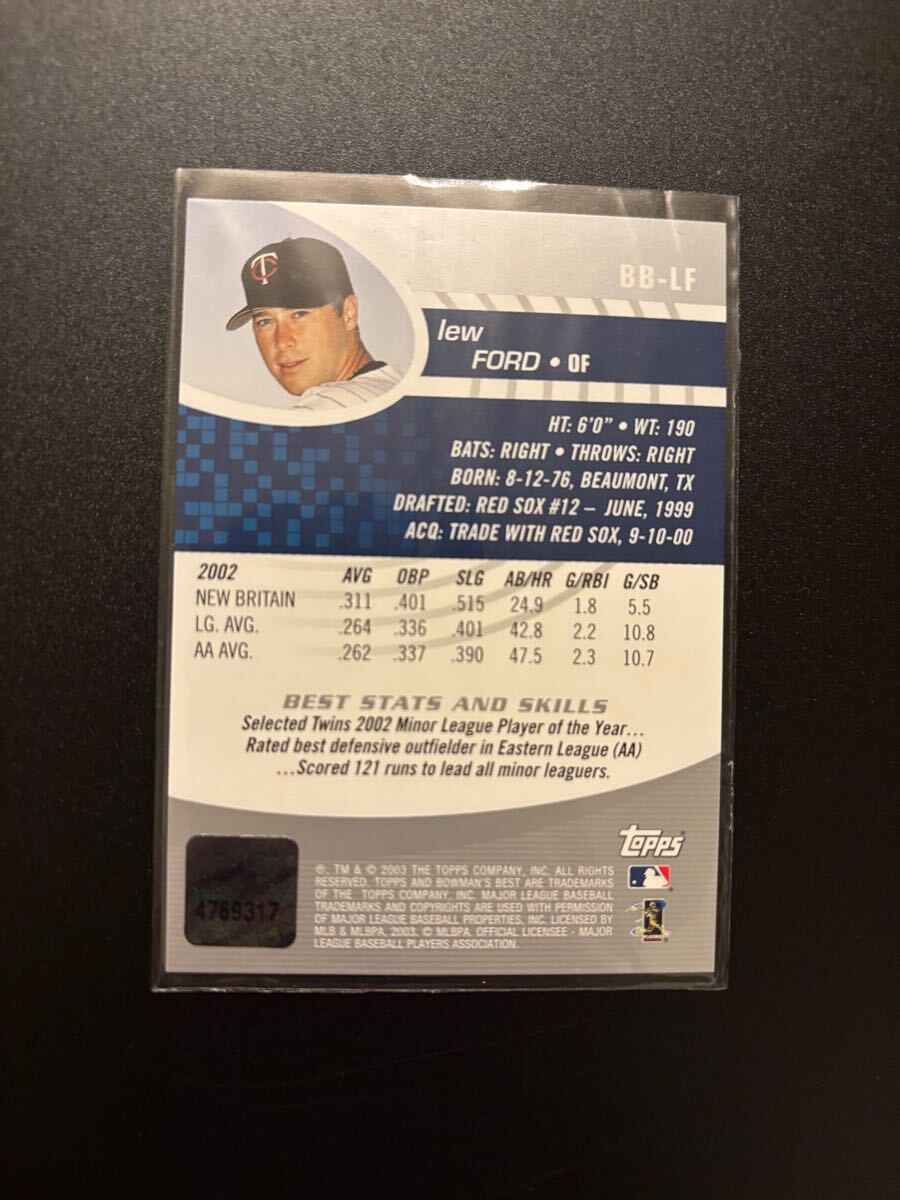 BB-LF
TC
lew
FORD • OF
HT: 6'0" • WT: 190
BATS: RIGHT • THROWS: RIGHT
BORN: 8-12-76, BEAUMONT, TX
DRAFTED: RED SOX #12 – JUNE, 1999
ACQ: TRADE WITH RED SOX, 9-10-00
2002 AVG OBP SLG AB/HR G/RBI G/SB
NEW BRITAIN .311 .401 .515 24.9 1.8 5.5
LG. AVG. .264 .336 .401 42.8 2.2 10.8
AA AVG. .262 .337 .390 47.5 2.3 10.7
BEST STATS AND SKILLS
Selected Twins 2002 Minor League Player of the Year...
Rated best defensive outfielder in Eastern League (AA)
...Scored 121 runs to lead all minor leaguers.
Topps
4769317
®, TM & © 2003 THE TOPPS COMPANY, INC. ALL RIGHTS
RESERVED. TOPPS AND BOWMAN'S BEST ARE TRADEMARKS
OF THE TOPPS COMPANY, INC. MAJOR LEAGUE BASEBALL
TRADEMARKS AND COPYRIGHTS ARE USED WITH PERMISSION
OF MAJOR LEAGUE BASEBALL PROPERTIES, INC. LICENSED BY
MLB & MLBPA, 2003. © MLBPA. OFFICIAL LICENSEE - MAJOR
LEAGUE BASEBALL PLAYERS ASSOCIATION.